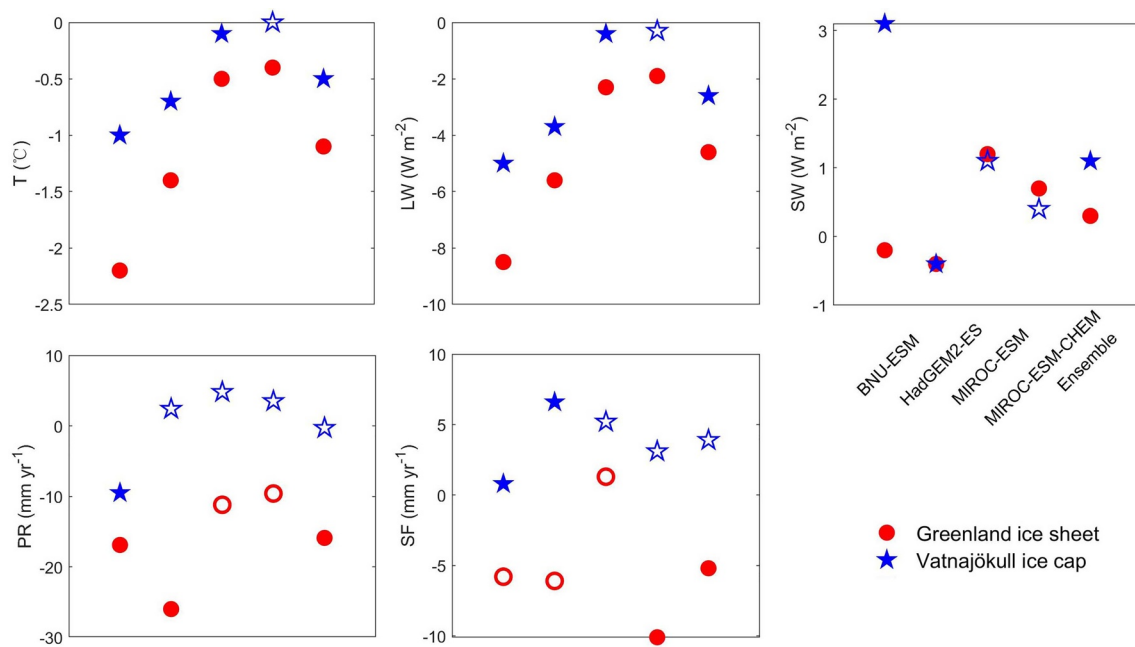 0
-0.5
-1
-1.5
-2
-2.5
T (℃)
0
-2
-4
-6
-8
-10
LW (W m-2)
3
2
1
0
-1
SW (W m-2)
BNU-ESM
HadGEM2-ES
MIROC-ESM
MIROC-ESM-CHEM
Ensemble
10
0
-10
-20
-30
PR (mm yr-1)
10
5
0
-5
-10
SF (mm yr-1)
Greenland ice sheet
Vatnajökull ice cap